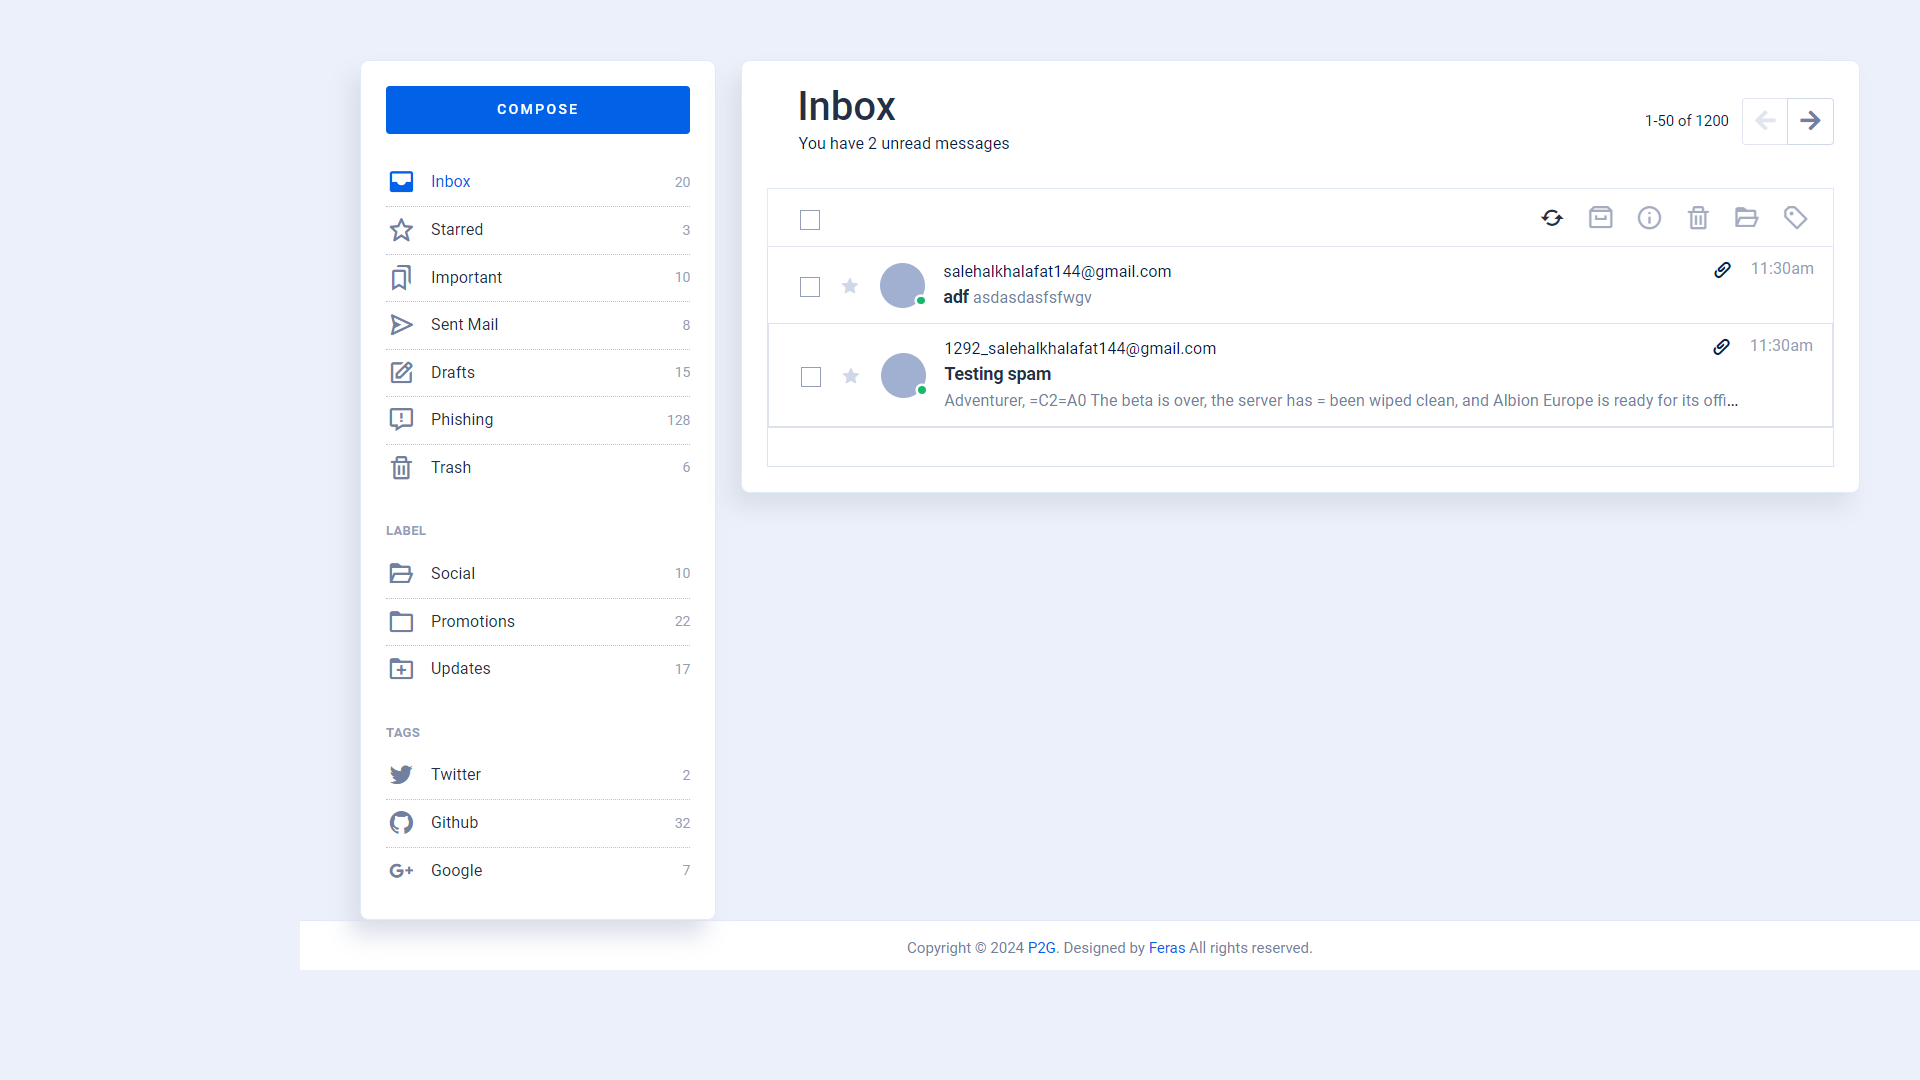 COMPOSE
Inbox 20
Starred 3
Important 10
Sent Mail 8
Drafts 15
Phishing 128
Trash 6
LABEL
Social 10
Promotions 22
Updates 17
TAGS
Twitter 2
Github 32
Google 7
Inbox
You have 2 unread messages
1-50 of 1200
salehalkhalafat144@gmail.com 11:30am
adf asdasdasfsfwgv
1292_salehalkhalafat144@gmail.com 11:30am
Testing spam
Adventurer, =C2=A0 The beta is over, the server has = been wiped clean, and Albion Europe is ready for its offi...
Copyright © 2024 P2G. Designed by Feras All rights reserved.